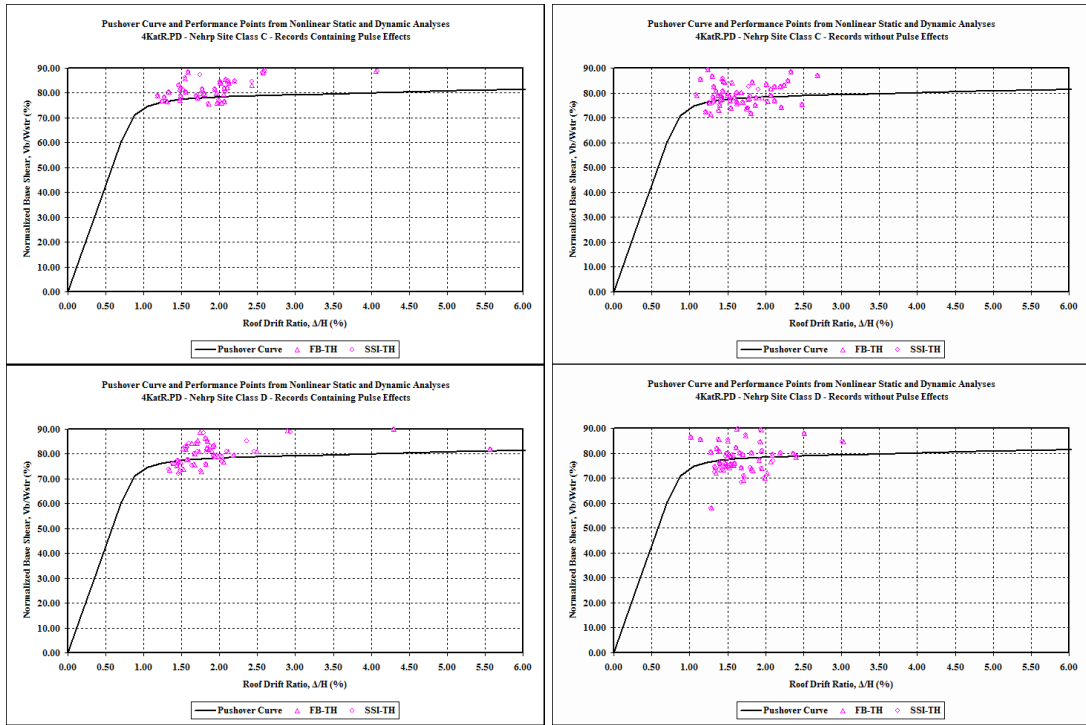 Pushover Curve and Performance Points from Nonlinear Static and Dynamic Analyses
4KatR.PD - Nehrp Site Class C - Records Containing Pulse Effects
Normalized Base Shear, Vb/Wstr (%)
90.00
80.00
70.00
60.00
50.00
40.00
30.00
20.00
10.00
0.00
0.00 0.50 1.00 1.50 2.00 2.50 3.00 3.50 4.00 4.50 5.00 5.50 6.00
Roof Drift Ratio, Δ/H (%)
Pushover Curve FB-TH SSI-TH
Pushover Curve and Performance Points from Nonlinear Static and Dynamic Analyses
4KatR.PD - Nehrp Site Class C - Records without Pulse Effects
Normalized Base Shear, Vb/Wstr (%)
90.00
80.00
70.00
60.00
50.00
40.00
30.00
20.00
10.00
0.00
0.00 0.50 1.00 1.50 2.00 2.50 3.00 3.50 4.00 4.50 5.00 5.50 6.00
Roof Drift Ratio, Δ/H (%)
Pushover Curve FB-TH SSI-TH
Pushover Curve and Performance Points from Nonlinear Static and Dynamic Analyses
4KatR.PD - Nehrp Site Class D - Records Containing Pulse Effects
Normalized Base Shear, Vb/Wstr (%)
90.00
80.00
70.00
60.00
50.00
40.00
30.00
20.00
10.00
0.00
0.00 0.50 1.00 1.50 2.00 2.50 3.00 3.50 4.00 4.50 5.00 5.50 6.00
Roof Drift Ratio, Δ/H (%)
Pushover Curve FB-TH SSI-TH
Pushover Curve and Performance Points from Nonlinear Static and Dynamic Analyses
4KatR.PD - Nehrp Site Class D - Records without Pulse Effects
Normalized Base Shear, Vb/Wstr (%)
90.00
80.00
70.00
60.00
50.00
40.00
30.00
20.00
10.00
0.00
0.00 0.50 1.00 1.50 2.00 2.50 3.00 3.50 4.00 4.50 5.00 5.50 6.00
Roof Drift Ratio, Δ/H (%)
Pushover Curve FB-TH SSI-TH